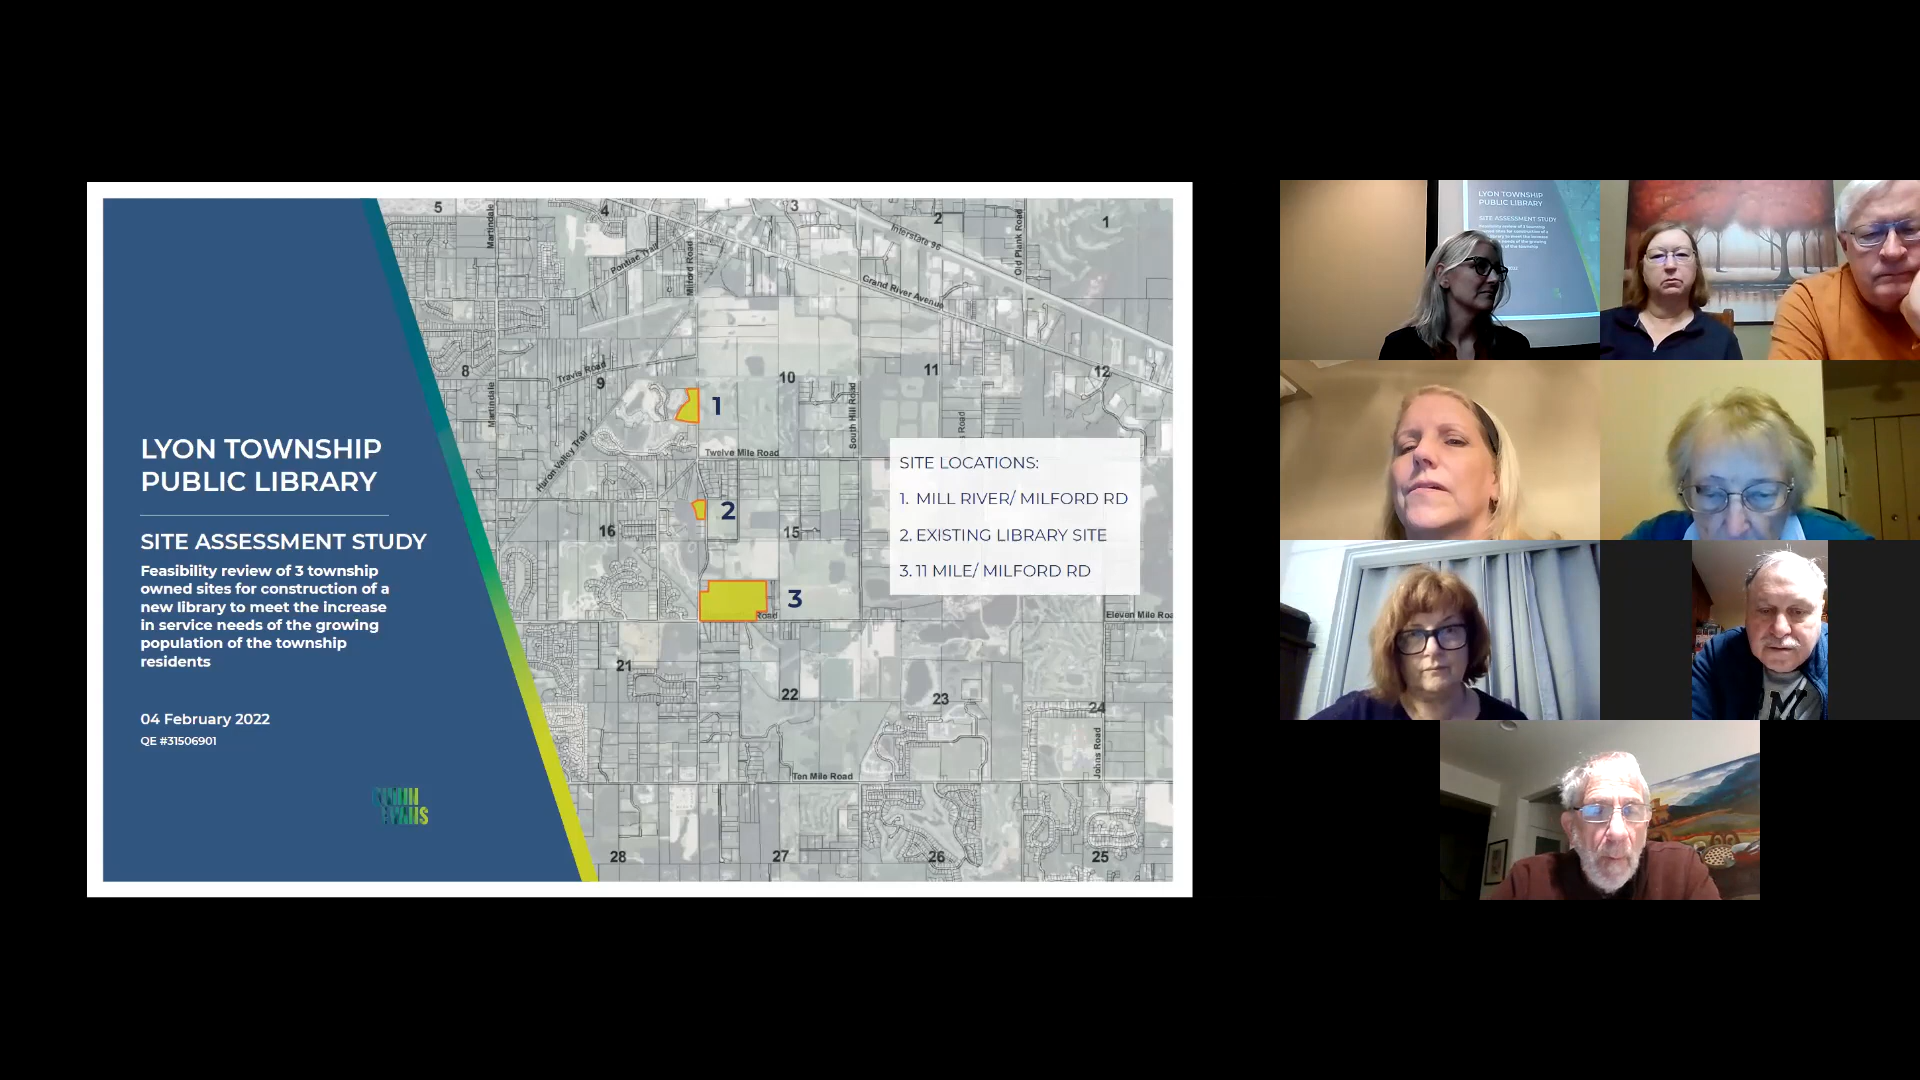 LYON TOWNSHIP
PUBLIC LIBRARY
SITE ASSESSMENT STUDY
Feasibility review of 3 township
owned sites for construction of a
new library to meet the increase
in service needs of the growing
population of the township
residents
04 February 2022
QE #31506901
5
4
3
2
1
Martindale
Pontiac Trail
Milford Road
Interstate 96
Old Plank Road
Grand River Avenue
8
9
10
11
12
Travis Road
Martindale
Huron Valley Trail
South Hill Road
Road
1
Twelve Mile Road
SITE LOCATIONS:
1. MILL RIVER/ MILFORD RD
2. EXISTING LIBRARY SITE
3. 11 MILE/ MILFORD RD
2
16
15
3
Road
Eleven Mile Roa
21
22
23
24
Johns Road
Ten Mile Road
28
27
26
25
LYON TOWNSHIP
PUBLIC LIBRARY
SITE ASSESSMENT STUDY
M